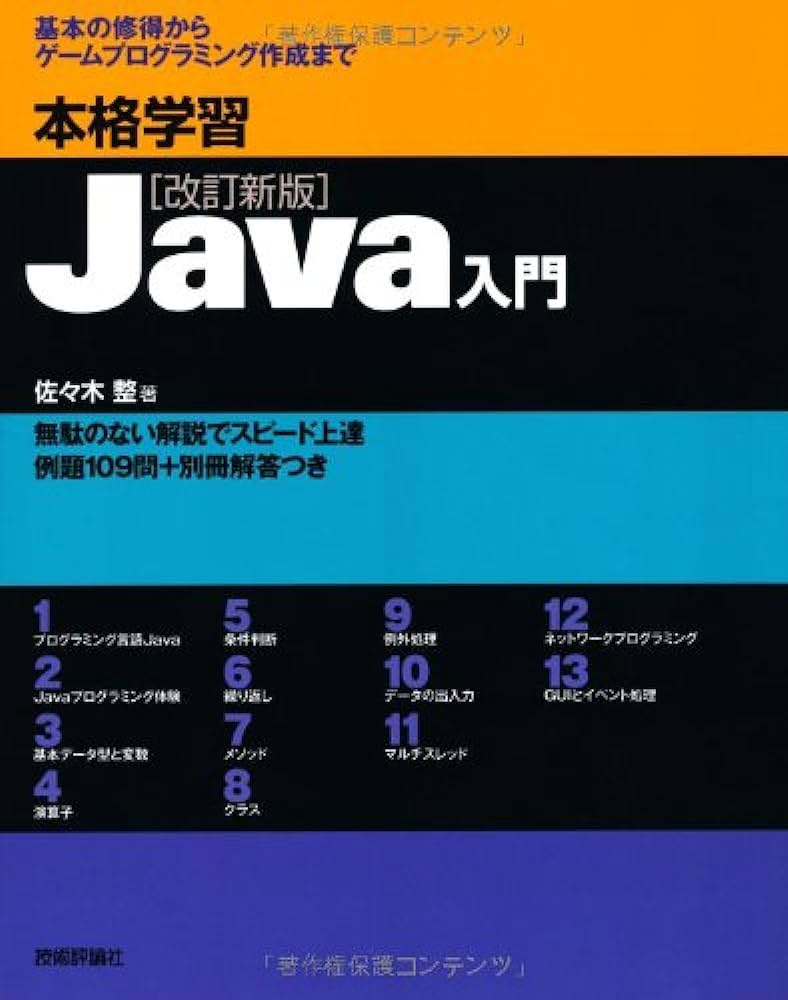 基本の修得から
ゲームプログラミング作成まで
「著作権保護コンテンツ」
本格学習
[改訂新版]
Java入門
佐々木 整 著
無駄のない解説でスピード上達
例題109問+別冊解答つき
1
プログラミング言語Java
2
Javaプログラミング体験
3
基本データ型と変数
4
演算子
5
条件判断
6
繰り返し
7
メソッド
8
クラス
9
例外処理
10
データの出入力
11
マルチスレッド
12
ネットワークプログラミング
13
GUIとイベント処理
技術評論社
「著作権保護コンテンツ」